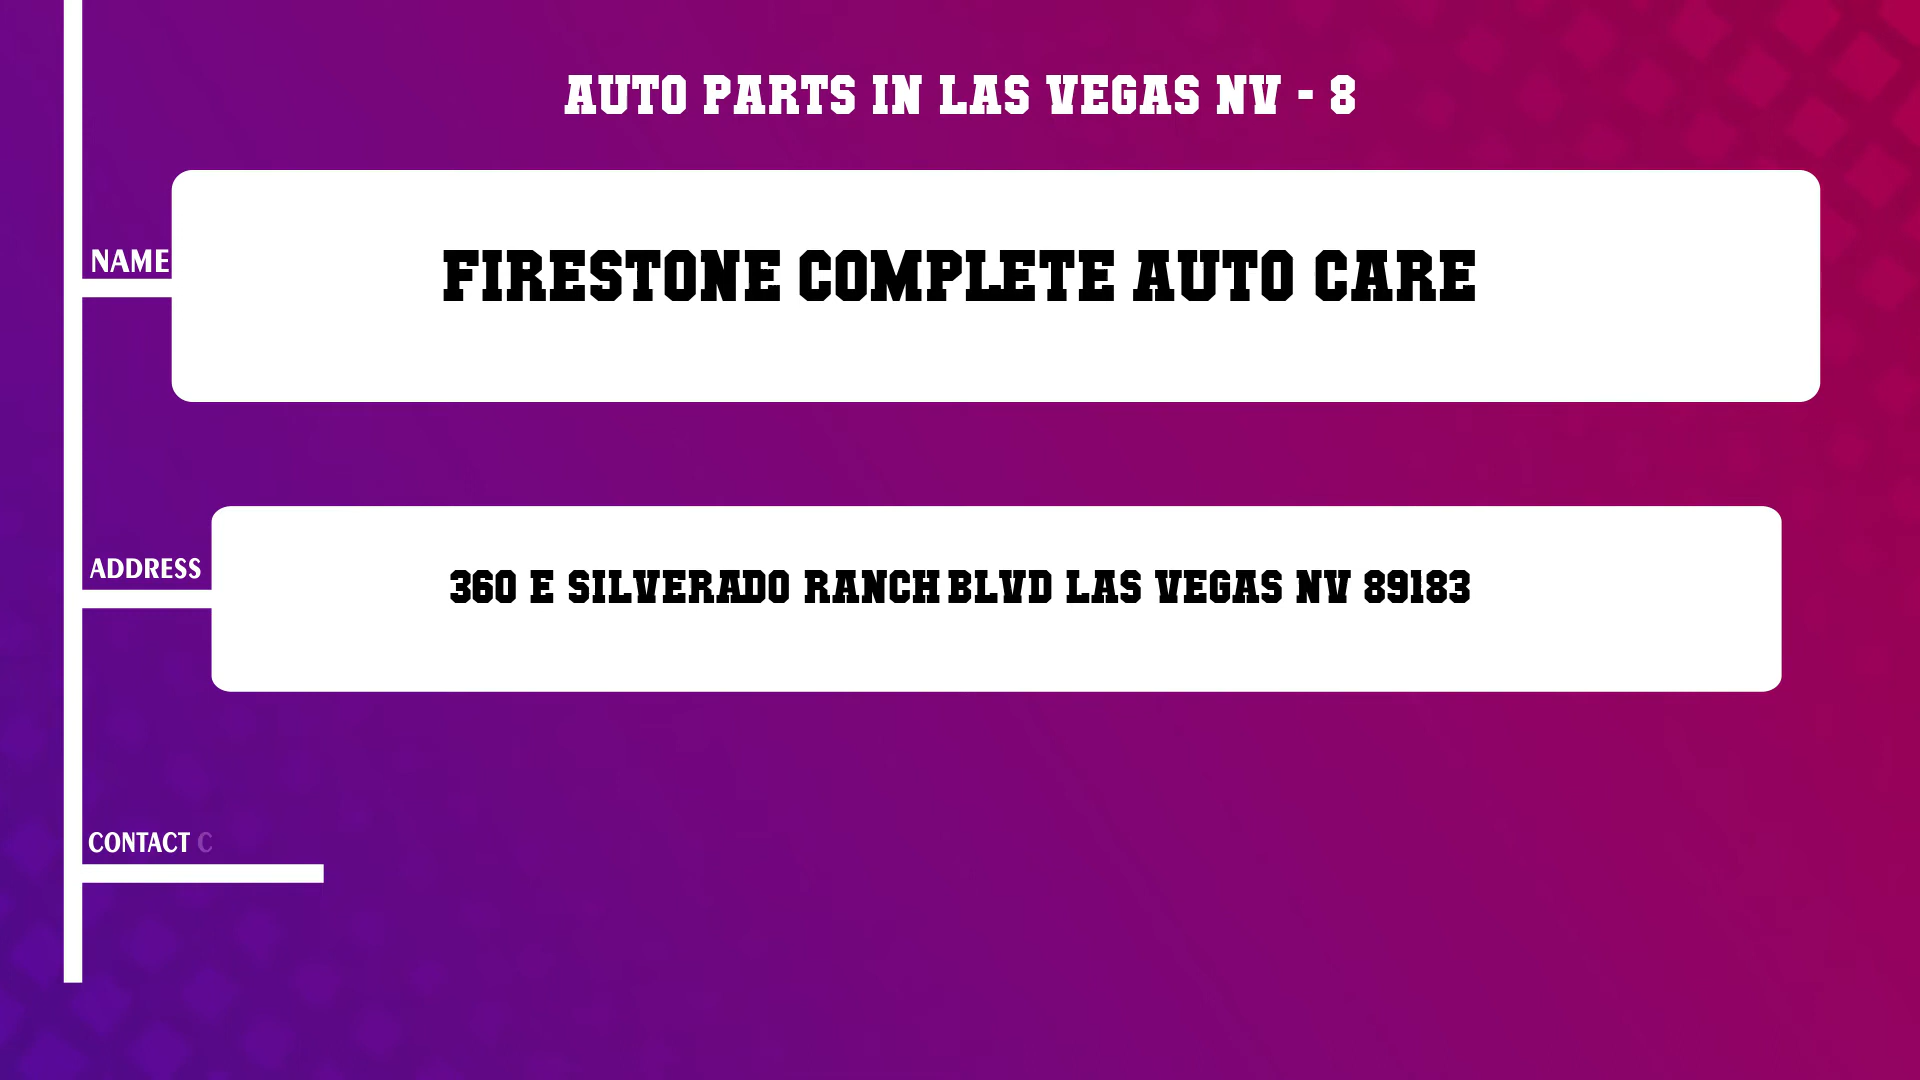 AUTO PARTS IN LAS VEGAS NV - 8
NAME
FIRESTONE COMPLETE AUTO CARE
ADDRESS
360 E SILVERADO RANCH BLVD LAS VEGAS NV 89183
CONTACT C